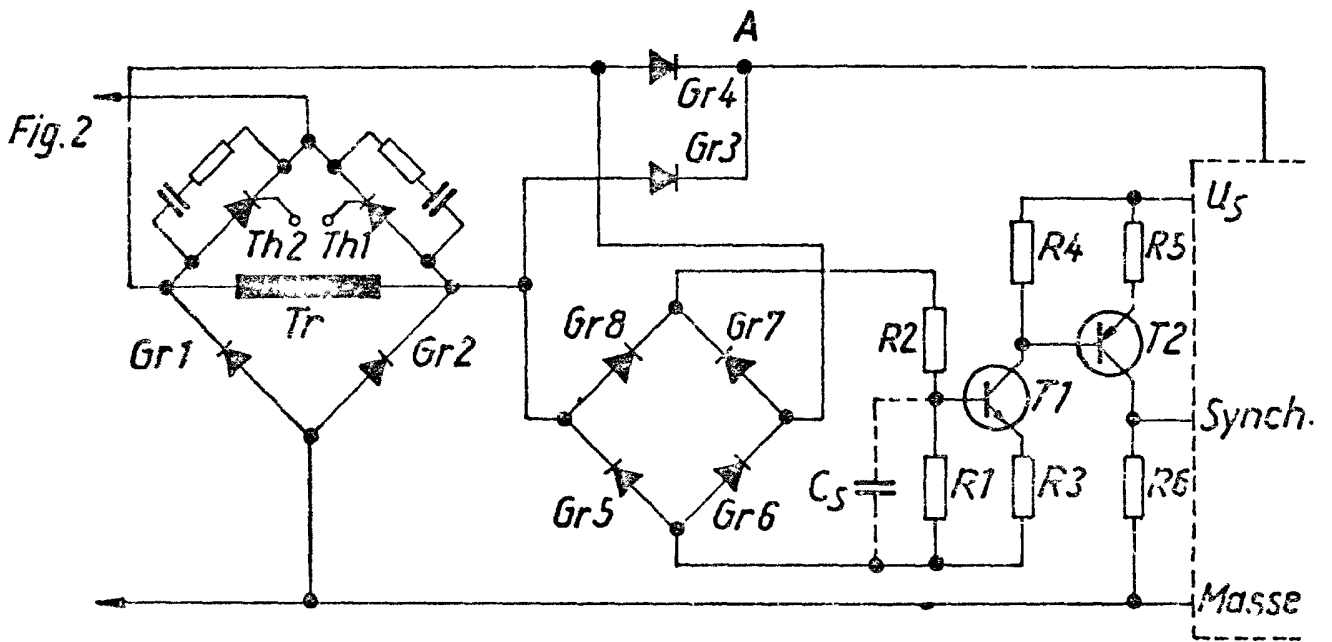 A
Gr4
Fig.2
Gr3
Th2
Th1
Us
R4
R5
Tr
Gr8
Gr7
R2
T2
Gr1
Gr2
T1
Synch.
Gr5
Gr6
Cs
R1
R3
R6
Masse